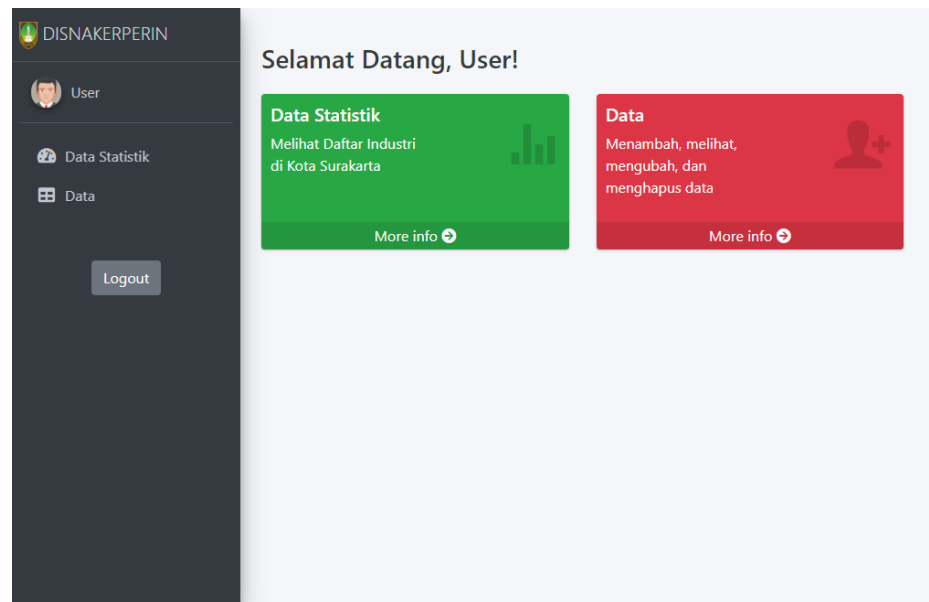 DISNAKERPERIN
User
Data Statistik
Data
Logout
Selamat Datang, User!
Data Statistik
Melihat Daftar Industri
di Kota Surakarta
More info
Data
Menambah, melihat,
mengubah, dan
menghapus data
More info